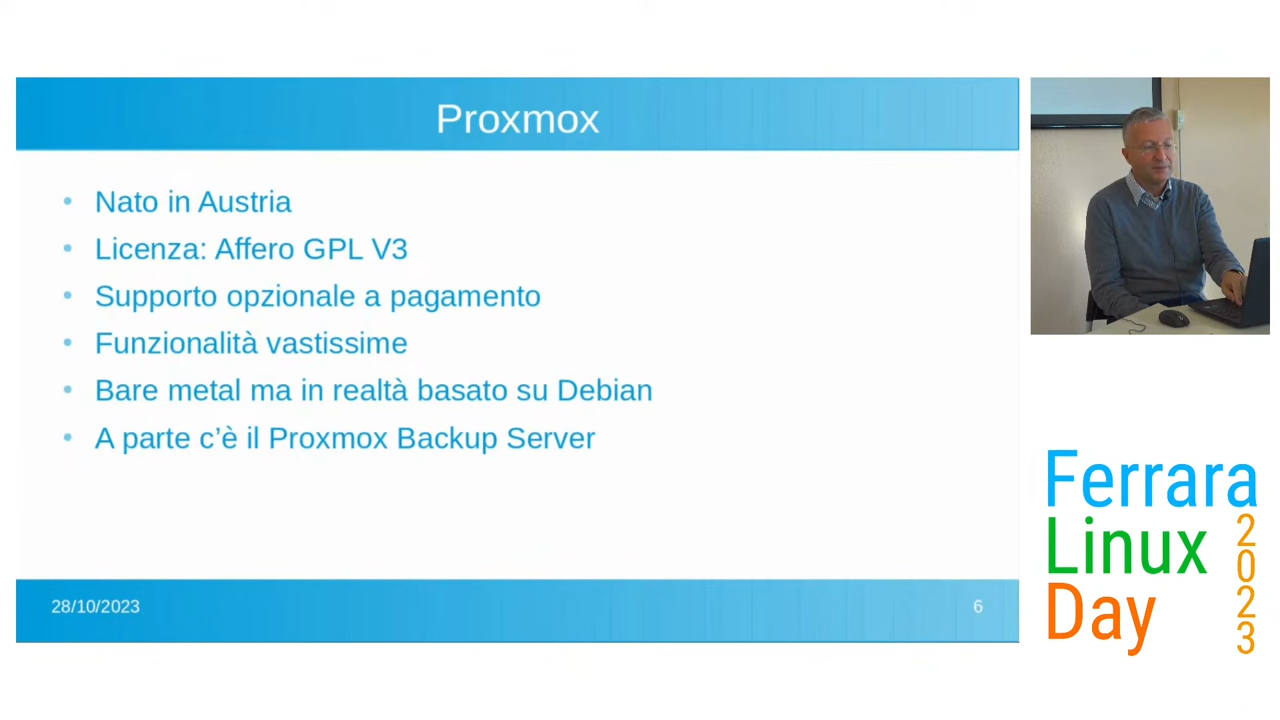 Proxmox
• Nato in Austria
• Licenza: Affero GPL V3
• Supporto opzionale a pagamento
• Funzionalità vastissime
• Bare metal ma in realtà basato su Debian
• A parte c’è il Proxmox Backup Server
28/10/2023
6
Ferrara
Linux
Day
2023